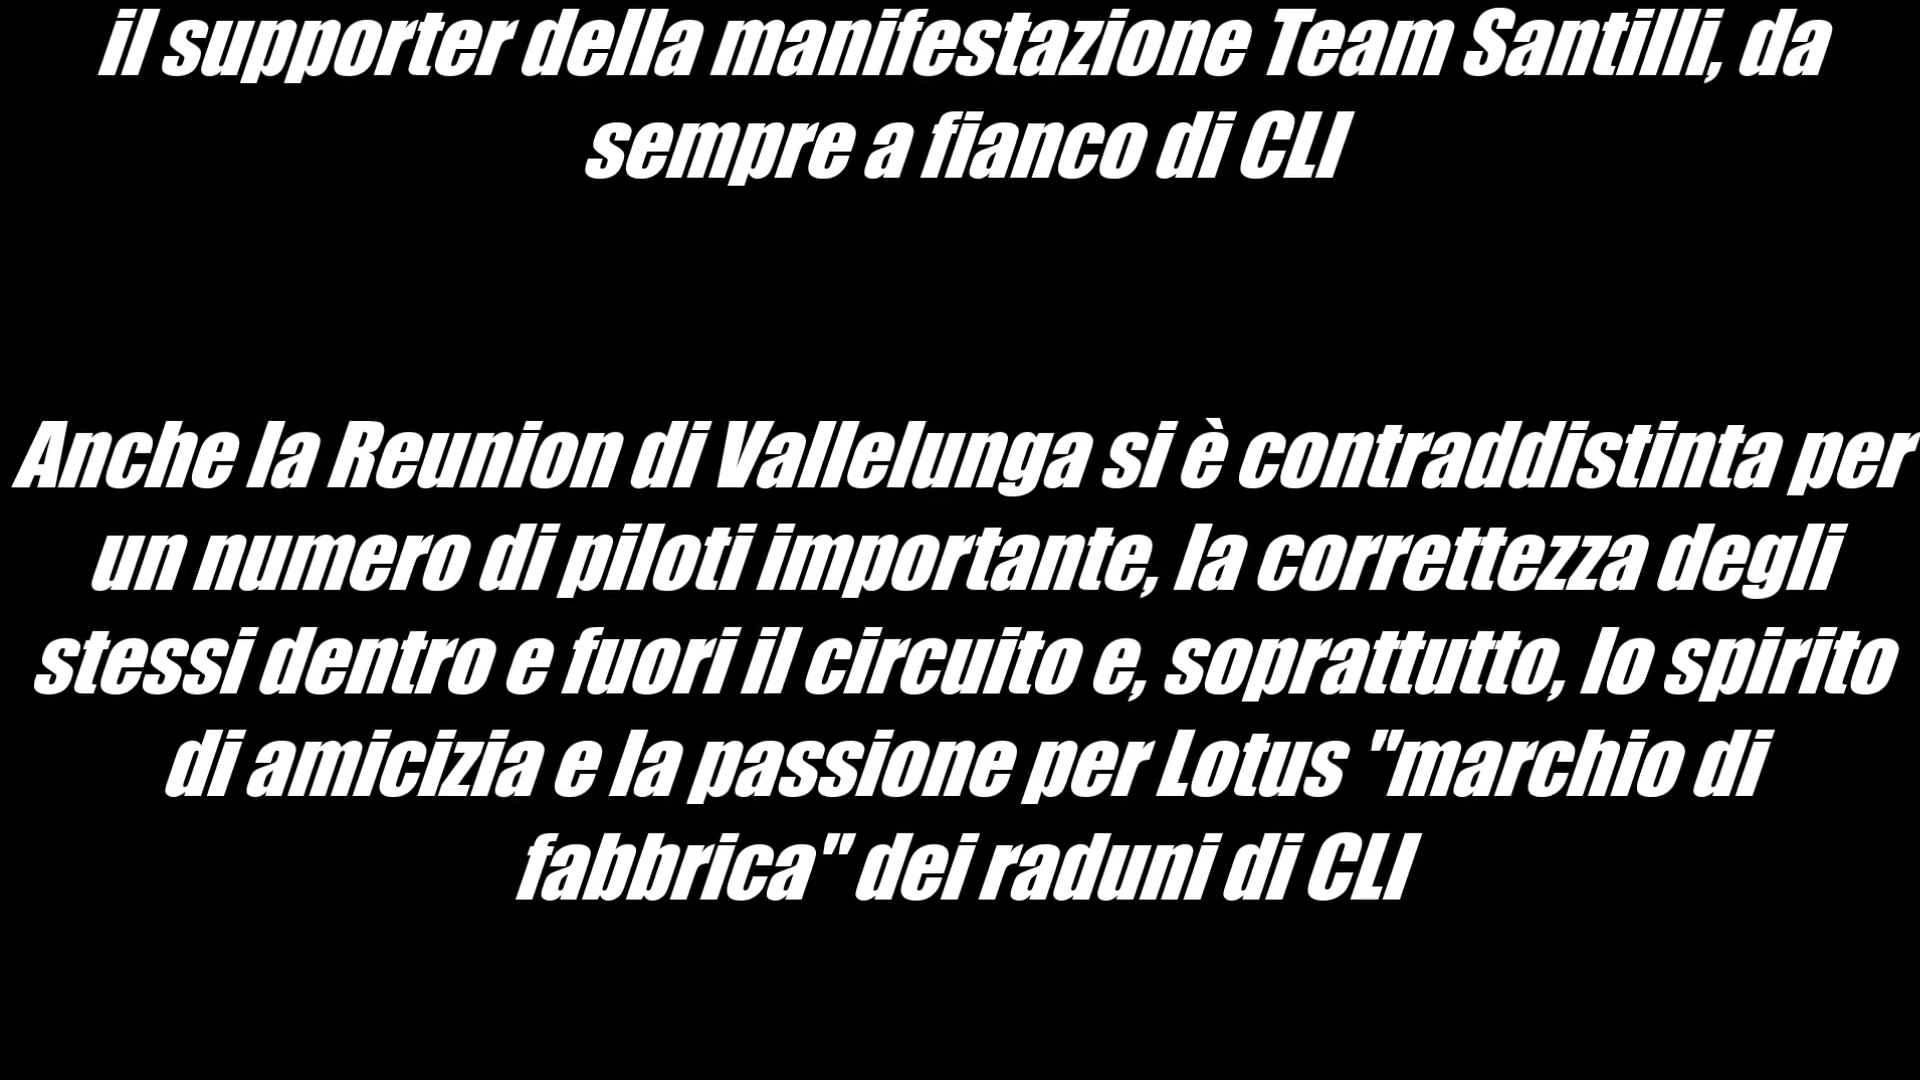 il supporter della manifestazione Team Santilli, da
sempre a fianco di CLI
Anche la Reunion di Vallelunga si è contraddistinta per
un numero di piloti importante, la correttezza degli
stessi dentro e fuori il circuito e, soprattutto, lo spirito
di amicizia e la passione per Lotus "marchio di
fabbrica" dei raduni di CLI